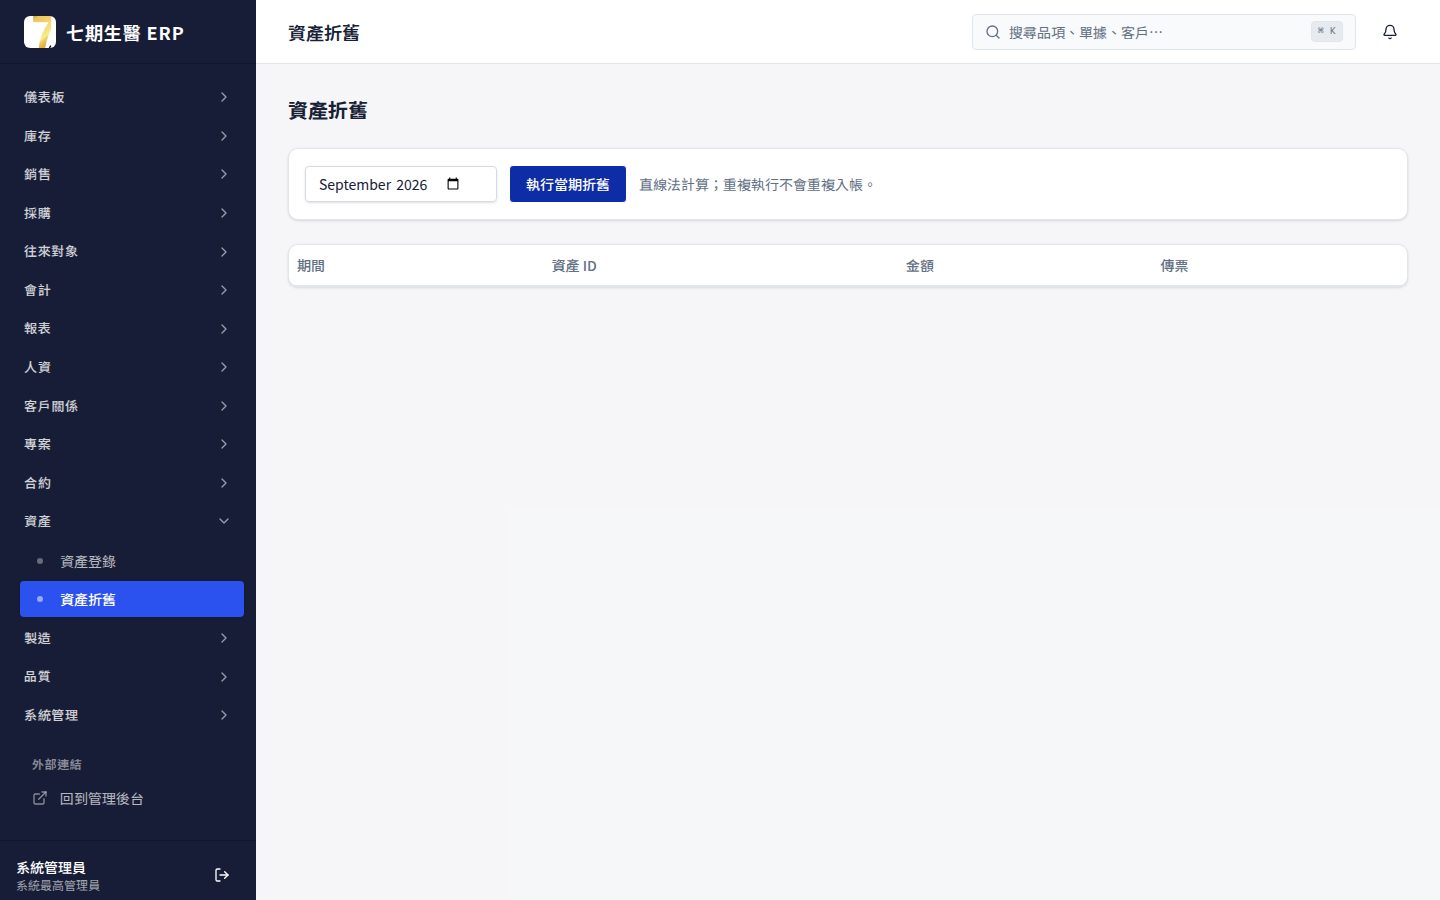 七期生醫 ERP
資產折舊
搜尋品項、單據、客戶…
⌘ K
儀表板
庫存
銷售
採購
往來對象
會計
報表
人資
客戶關係
專案
合約
資產
資產登錄
資產折舊
製造
品質
系統管理
外部連結
回到管理後台
系統管理員
系統最高管理員
資產折舊
September 2026
執行當期折舊
直線法計算；重複執行不會重複入帳。
期間 資產 ID 金額 傳票